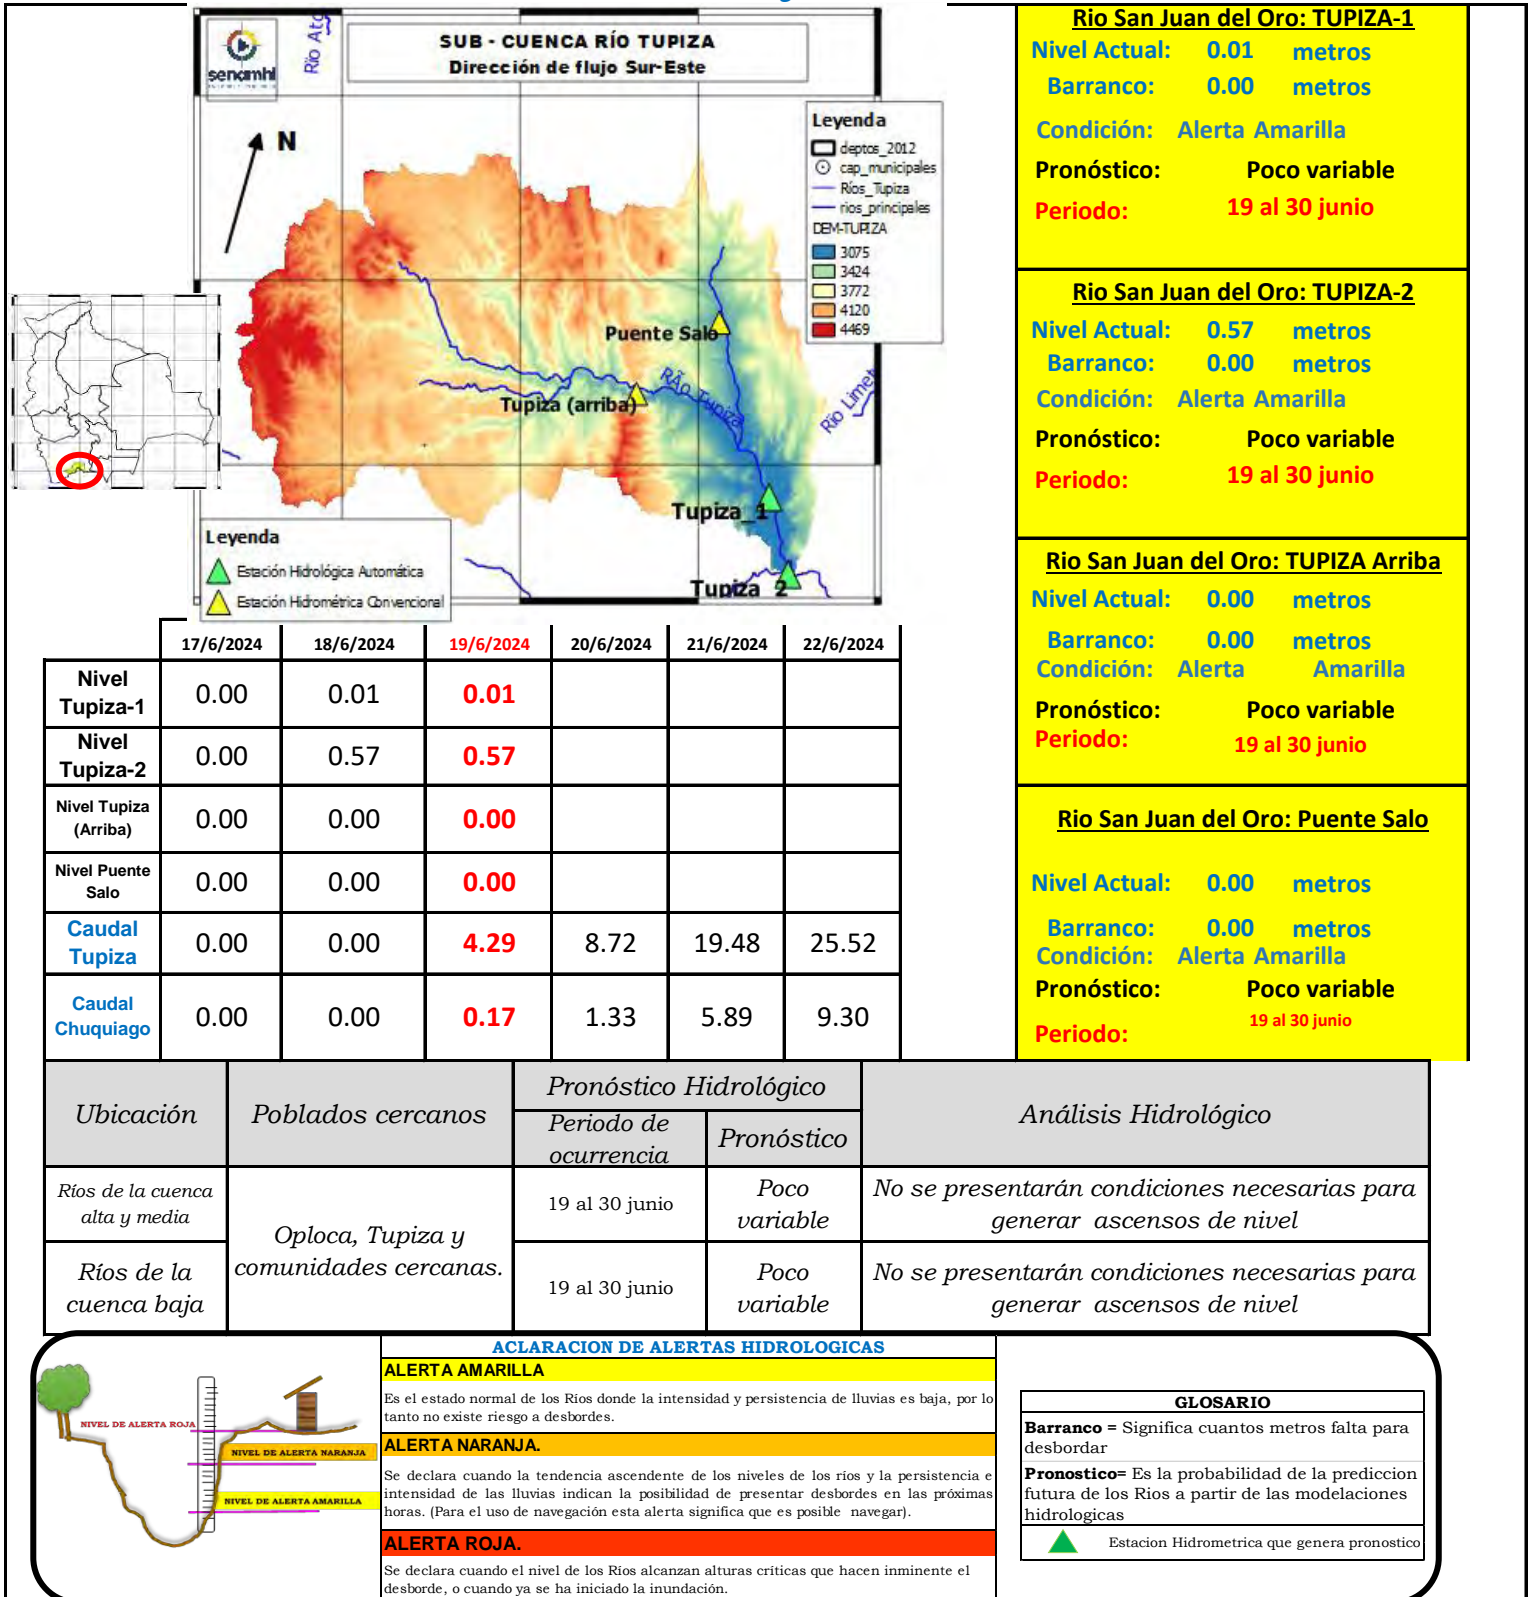 senamhi
Río Ato
SUB - CUENCA RÍO TUPIZA
Dirección de flujo Sur-Este
N
Leyenda
deptos_2012
cap_municipales
Ríos_Tupiza
rios_principales
DEM-TUPIZA
3075
3424
3772
4120
4469
Puente Salo
RÃo Tupiza
Tupiza (arriba)
Rio Limet
Tupiza_1
Tupiza_2
Leyenda
Estación Hidrológica Automática
Estación Hidrométrica Convencional
Rio San Juan del Oro: TUPIZA-1
Nivel Actual: 0.01 metros
Barranco: 0.00 metros
Condición: Alerta Amarilla
Pronóstico: Poco variable
Periodo: 19 al 30 junio
Rio San Juan del Oro: TUPIZA-2
Nivel Actual: 0.57 metros
Barranco: 0.00 metros
Condición: Alerta Amarilla
Pronóstico: Poco variable
Periodo: 19 al 30 junio
Rio San Juan del Oro: TUPIZA Arriba
Nivel Actual: 0.00 metros
Barranco: 0.00 metros
Condición: Alerta Amarilla
Pronóstico: Poco variable
Periodo: 19 al 30 junio
Rio San Juan del Oro: Puente Salo
Nivel Actual: 0.00 metros
Barranco: 0.00 metros
Condición: Alerta Amarilla
Pronóstico: Poco variable
Periodo: 19 al 30 junio
17/6/2024 18/6/2024 19/6/2024 20/6/2024 21/6/2024 22/6/2024
Nivel
Tupiza-1 0.00 0.01 0.01
Nivel
Tupiza-2 0.00 0.57 0.57
Nivel Tupiza
(Arriba) 0.00 0.00 0.00
Nivel Puente
Salo 0.00 0.00 0.00
Caudal
Tupiza 0.00 0.00 4.29 8.72 19.48 25.52
Caudal
Chuquiago 0.00 0.00 0.17 1.33 5.89 9.30
Ubicación
Poblados cercanos
Pronóstico Hidrológico
Periodo de
ocurrencia
Pronóstico
Análisis Hidrológico
Ríos de la cuenca
alta y media
Oploca, Tupiza y
comunidades cercanas.
19 al 30 junio
Poco
variable
No se presentarán condiciones necesarias para
generar ascensos de nivel
Ríos de la
cuenca baja
19 al 30 junio
Poco
variable
No se presentarán condiciones necesarias para
generar ascensos de nivel
NIVEL DE ALERTA ROJA
NIVEL DE ALERTA NARANJA
NIVEL DE ALERTA AMARILLA
ACLARACION DE ALERTAS HIDROLOGICAS
ALERTA AMARILLA
Es el estado normal de los Ríos donde la intensidad y persistencia de lluvias es baja, por lo
tanto no existe riesgo a desbordes.
ALERTA NARANJA.
Se declara cuando la tendencia ascendente de los niveles de los ríos y la persistencia e
intensidad de las lluvias indican la posibilidad de presentar desbordes en las próximas
horas. (Para el uso de navegación esta alerta significa que es posible navegar).
ALERTA ROJA.
Se declara cuando el nivel de los Ríos alcanzan alturas críticas que hacen inminente el
desborde, o cuando ya se ha iniciado la inundación.
GLOSARIO
Barranco = Significa cuantos metros falta para
desbordar
Pronostico= Es la probabilidad de la prediccion
futura de los Rios a partir de las modelaciones
hidrologicas
Estacion Hidrometrica que genera pronostico